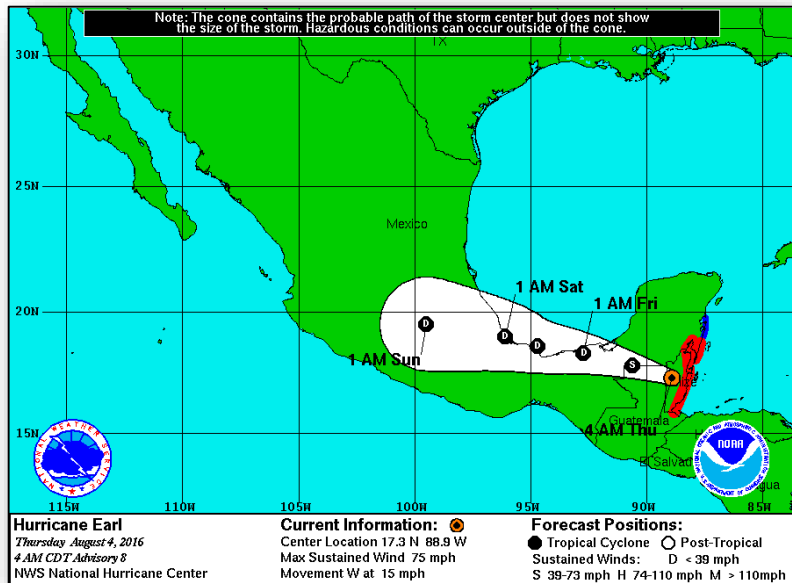 Note: The cone contains the probable path of the storm center but does not show
the size of the storm. Hazardous conditions can occur outside of the cone.
30N
TX
25N
Mexico
20N
1 AM Sat
1 AM Fri
D
D
D
D
S
1 AM Sun
15N
Guatemala
4 AM Thu
El Salvad
NATIONAL WEATHER SERVICE
NOAA
115W
110W
105W
100W
95W
90W
85W
Hurricane Earl
Thursday August 4, 2016
4 AM CDT Advisory 8
NWS National Hurricane Center
Current Information:
Center Location 17.3 N 88.9 W
Max Sustained Wind 75 mph
Movement W at 15 mph
Forecast Positions:
Tropical Cyclone Post-Tropical
Sustained Winds: D < 39 mph
S 39-73 mph H 74-110 mph M > 110mph